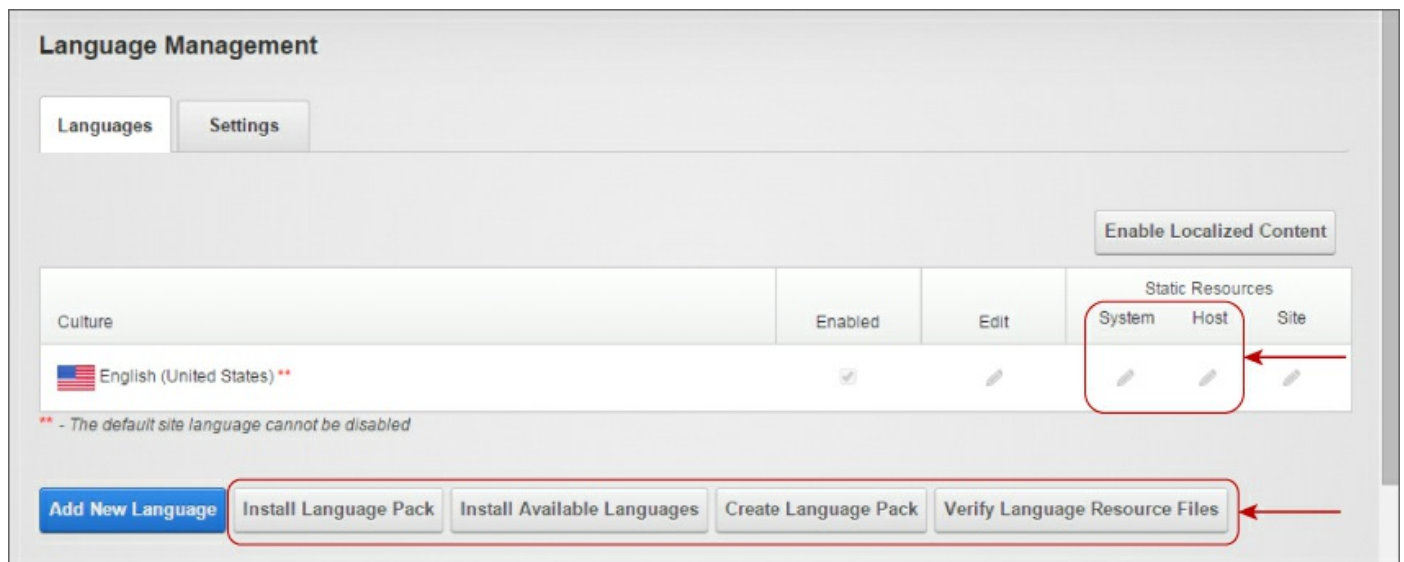 Language Management
Languages Settings
Enable Localized Content
Static Resources
Culture Enabled Edit System Host Site
English (United States) **
** - The default site language cannot be disabled
Add New Language Install Language Pack Install Available Languages Create Language Pack Verify Language Resource Files